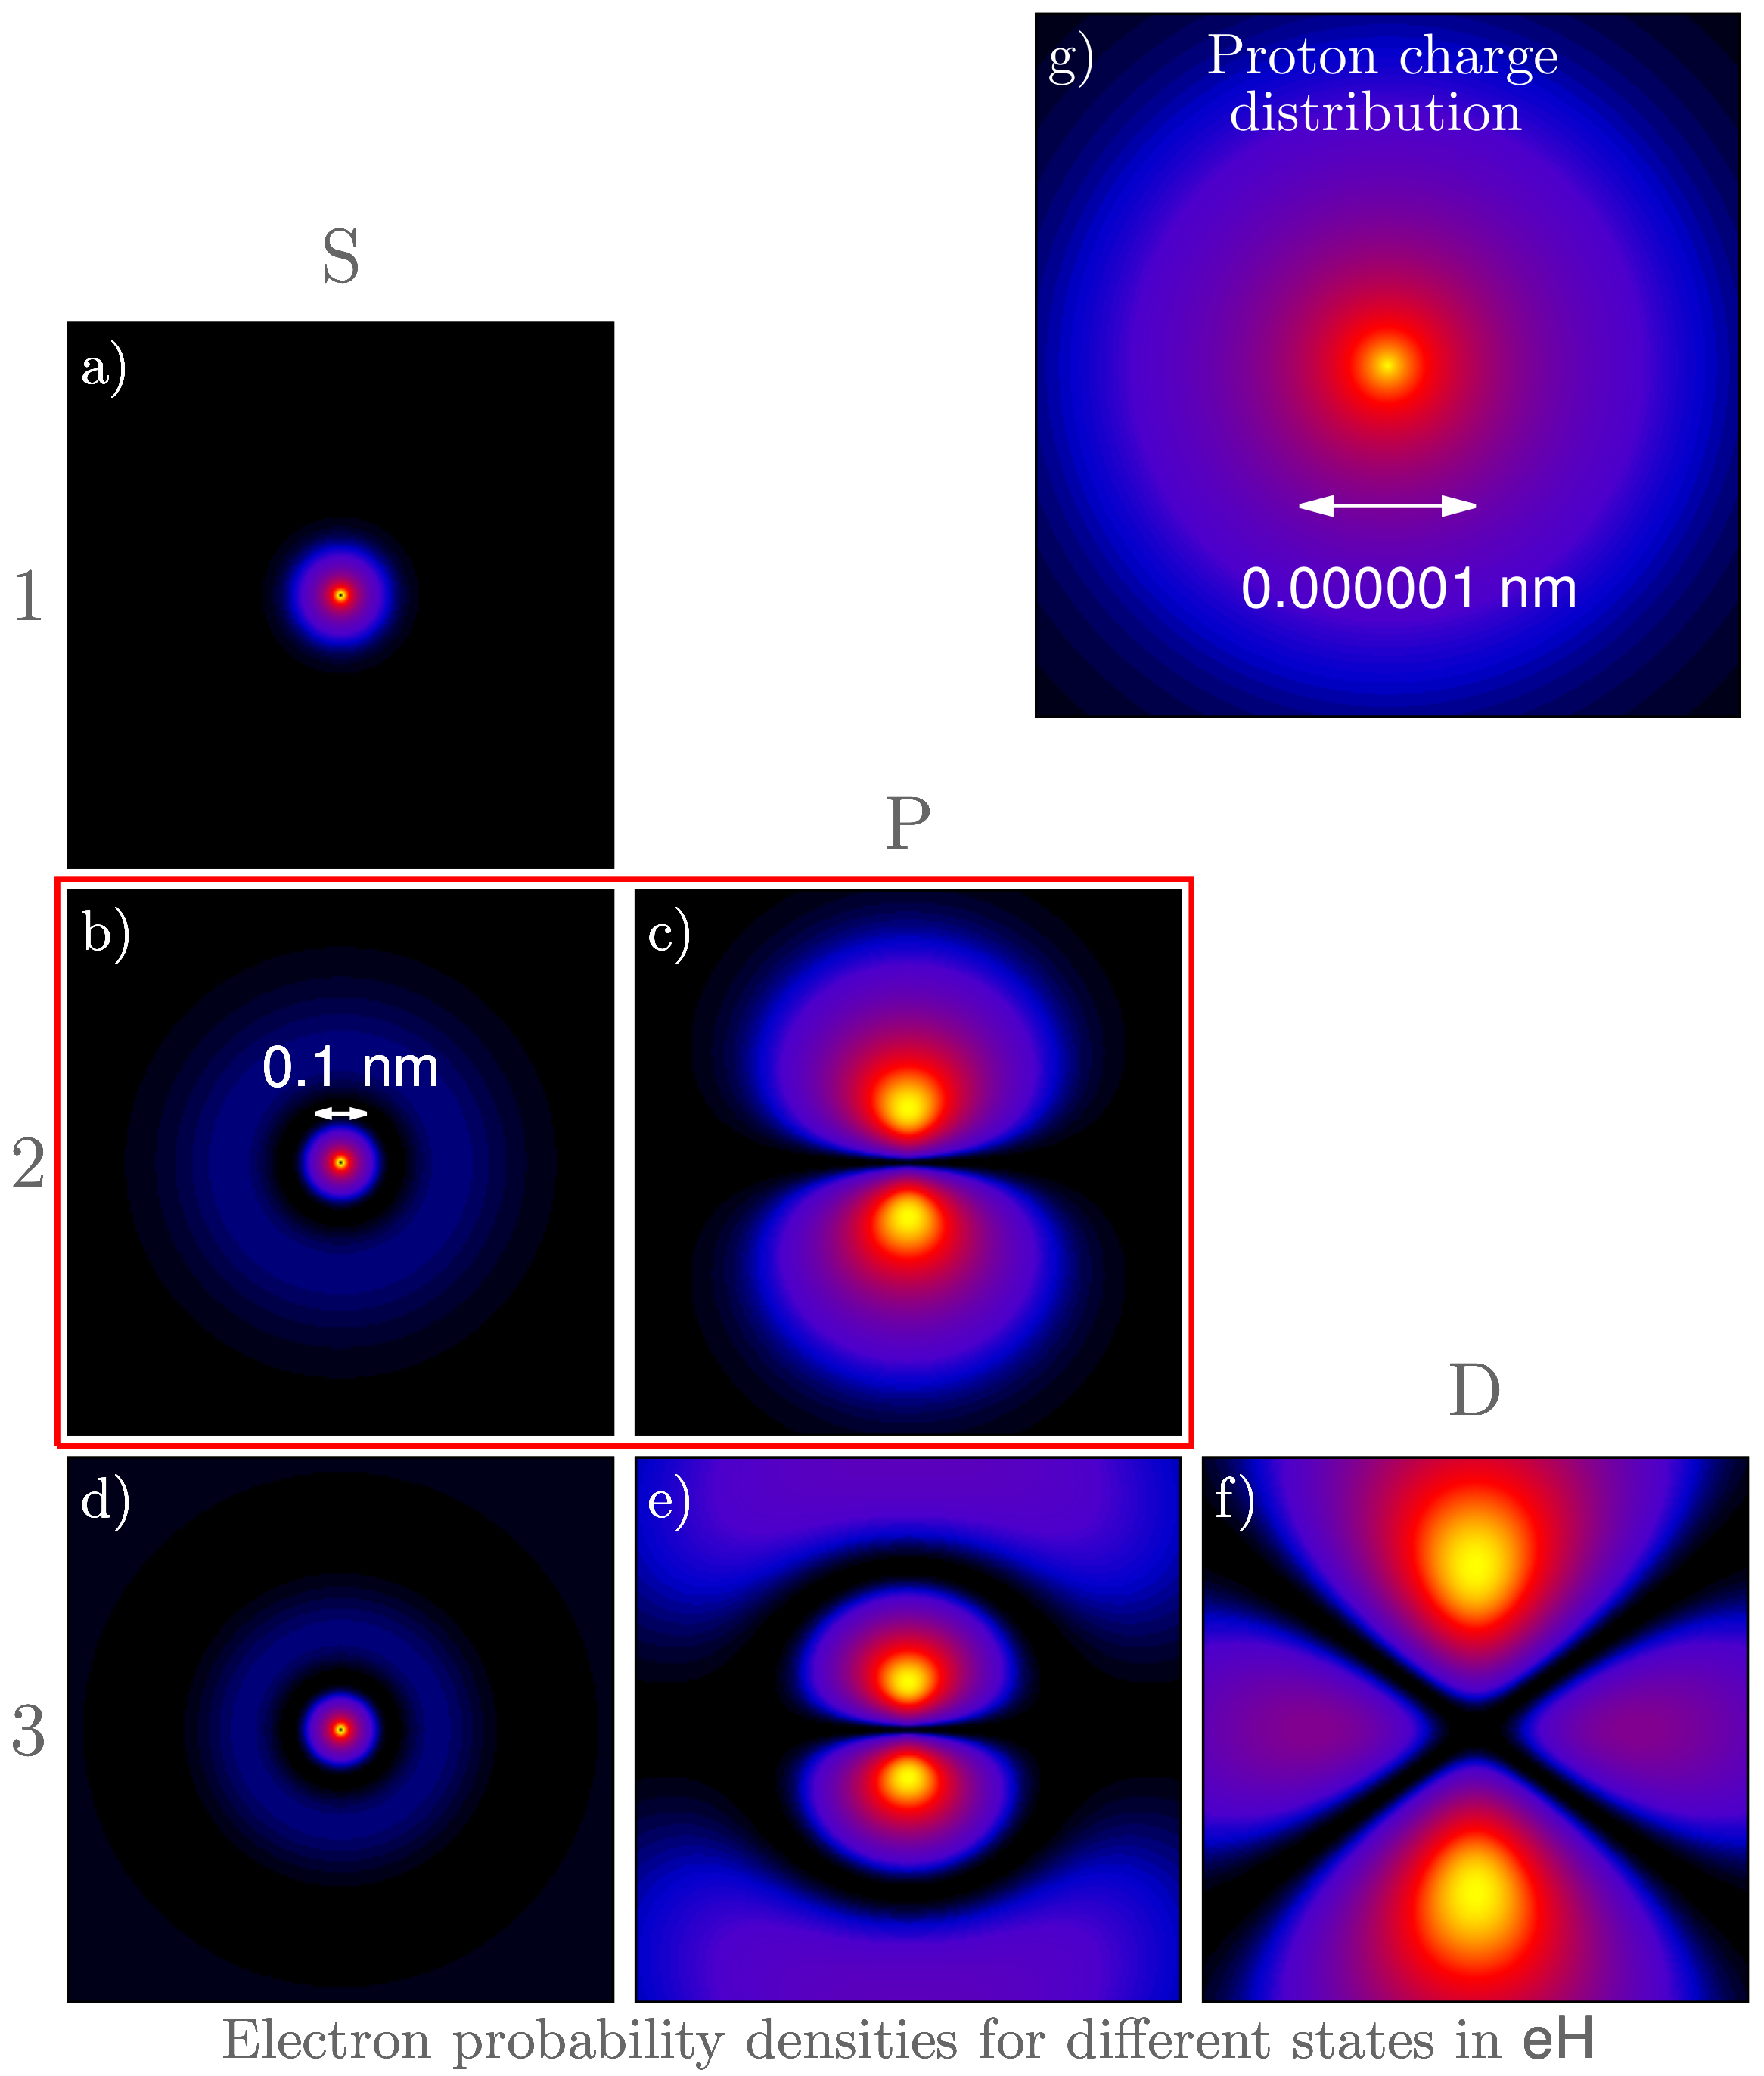 g) Proton charge
distribution
S
a)
1
0.000001 nm
P
b)
c)
0.1 nm
2
D
d)
e)
f)
3
Electron probability densities for different states in eH